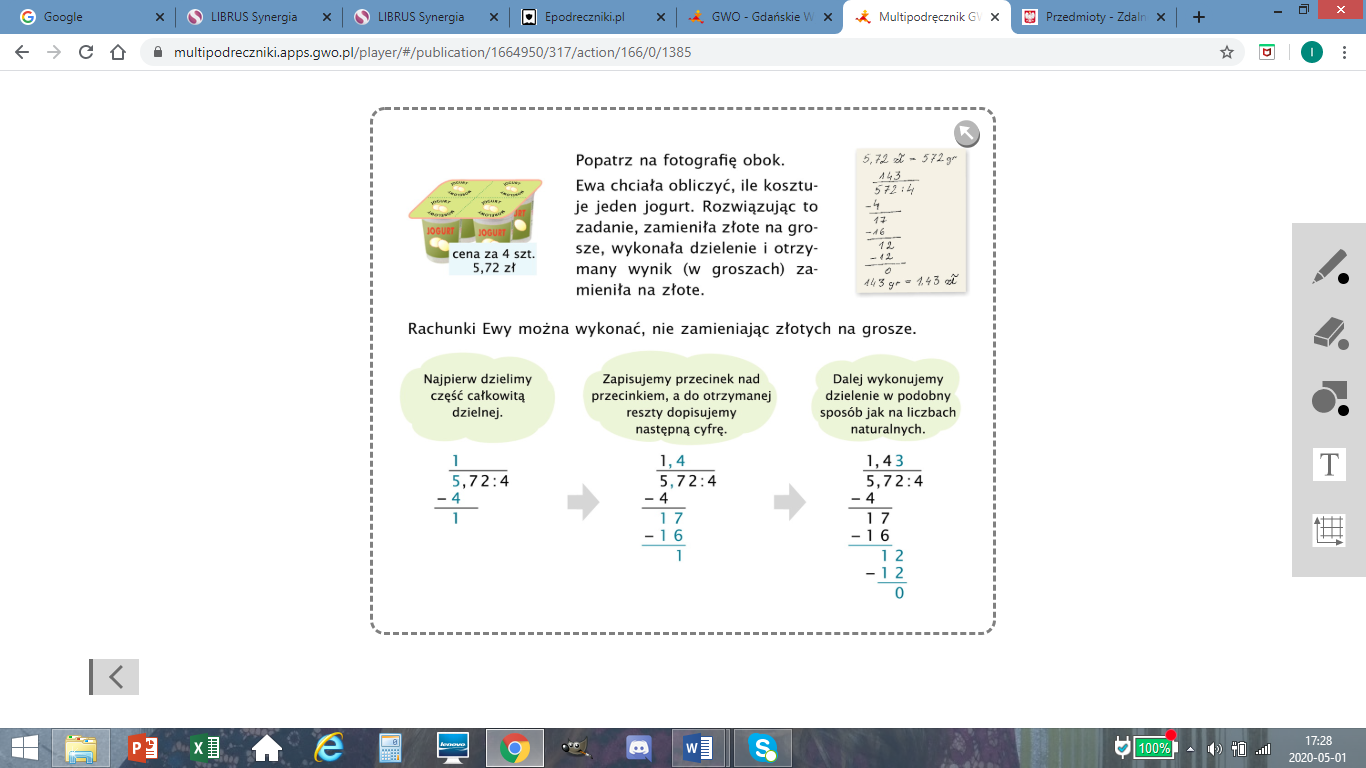 Google
LIBRUS Synergia
LIBRUS Synergia
Epodreczniki.pl
GWO - Gdańskie W
Multipodręcznik GW
Przedmioty - Zdaln
multipodreczniki.apps.gwo.pl/player/#/publication/1664950/317/action/166/0/1385
I
JOGURT
JOGURT
cena za 4 szt.
5,72 zł
Popatrz na fotografię obok.
Ewa chciała obliczyć, ile kosztu-
je jeden jogurt. Rozwiązując to
zadanie, zamieniła złote na gro-
sze, wykonała dzielenie i otrzy-
many wynik (w groszach) za-
mieniła na złote.
5,72 zł = 572 gr
143
572:4
-4
17
-16
12
-12
0
143 gr = 1,43 zł
Rachunki Ewy można wykonać, nie zamieniając złotych na grosze.
Najpierw dzielimy
część całkowitą
dzielnej.
1
5,72:4
– 4
1
Zapisujemy przecinek nad
przecinkiem, a do otrzymanej
reszty dopisujemy
następną cyfrę.
1,4
5,72:4
– 4
17
– 16
1
Dalej wykonujemy
dzielenie w podobny
sposób jak na liczbach
naturalnych.
1,43
5,72:4
– 4
17
– 16
12
– 12
0
T
lenovo
100%
17:28
2020-05-01